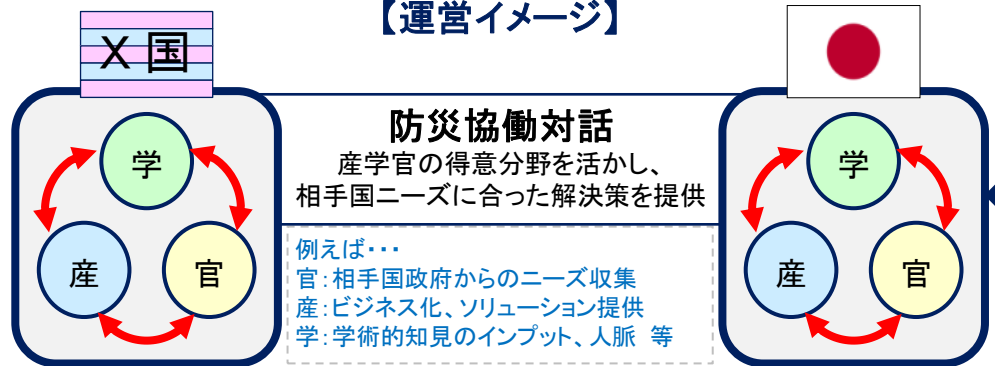 【運営イメージ】
X 国
学
産
官
防災協働対話
産学官の得意分野を活かし、
相手国ニーズに合った解決策を提供
例えば・・・
官:相手国政府からのニーズ収集
産:ビジネス化、ソリューション提供
学:学術的知見のインプット、人脈 等
学
産
官